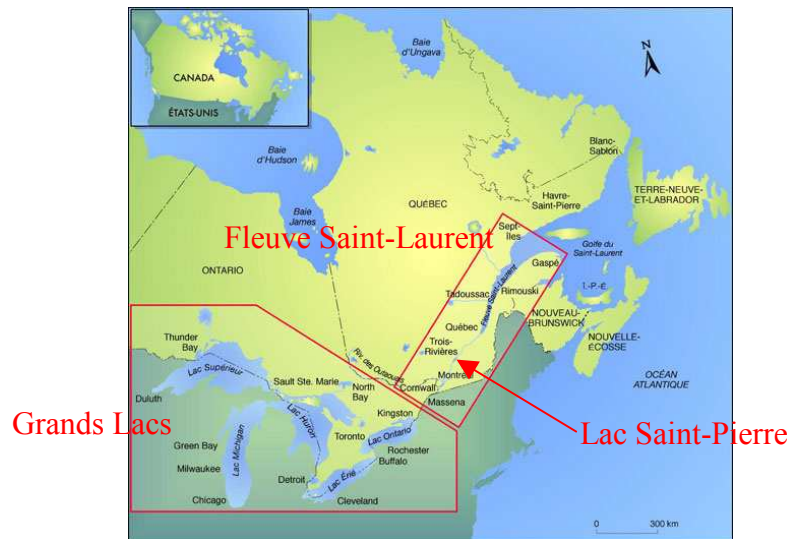 CANADA
ÉTATS-UNIS
Baie
d'Ungava
N
Baie
d'Hudson
Blanc-
Sablon
QUÉBEC
Havre-
Saint-Pierre
TERRE-NEUVE-
ET-LABRADOR
Baie
James
Fleuve Saint-Laurent
Sept-
Îles
Golfe du
Saint-Laurent
Gaspé
ONTARIO
Tadoussac
Rimouski
Î.-P.-É.
Fleuve Saint-Laurent
Québec
NOUVEAU-
BRUNSWICK
Thunder
Bay
Trois-
Rivières
NOUVELLE-
ÉCOSSE
Riv. des Outaouais
Lac Supérieur
Sault Ste. Marie
North
Bay
Cornwall
Montréal
OCÉAN
ATLANTIQUE
Duluth
Massena
Grands Lacs
Lac Huron
Kingston
Lac Saint-Pierre
Green Bay
Lac Michigan
Toronto
Lac Ontario
Rochester
Buffalo
Milwaukee
Detroit
Lac Érié
Chicago
Cleveland
0 300 km